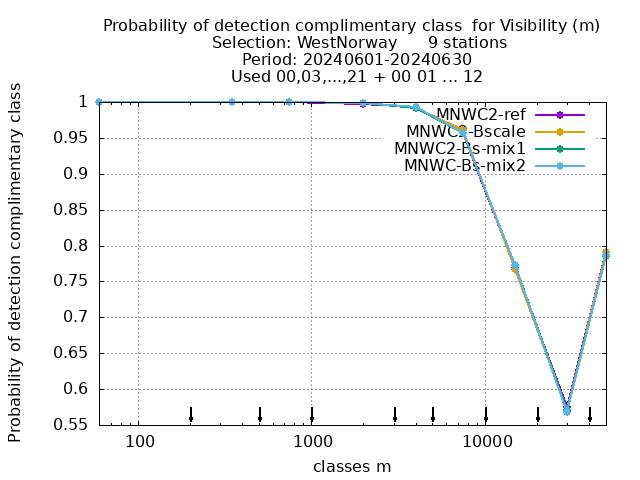 Probability of detection complimentary class  for Visibility (m)
Selection: WestNorway      9 stations
Period: 20240601-20240630
Used 00,03,...,21 + 00 01 ... 12
Probability of detection complimentary class
1
0.95
0.9
0.85
0.8
0.75
0.7
0.65
0.6
0.55
MNWC2-ref
MNWC2-Bscale
MNWC2-Bs-mix1
MNWC-Bs-mix2
100
1000
10000
classes m